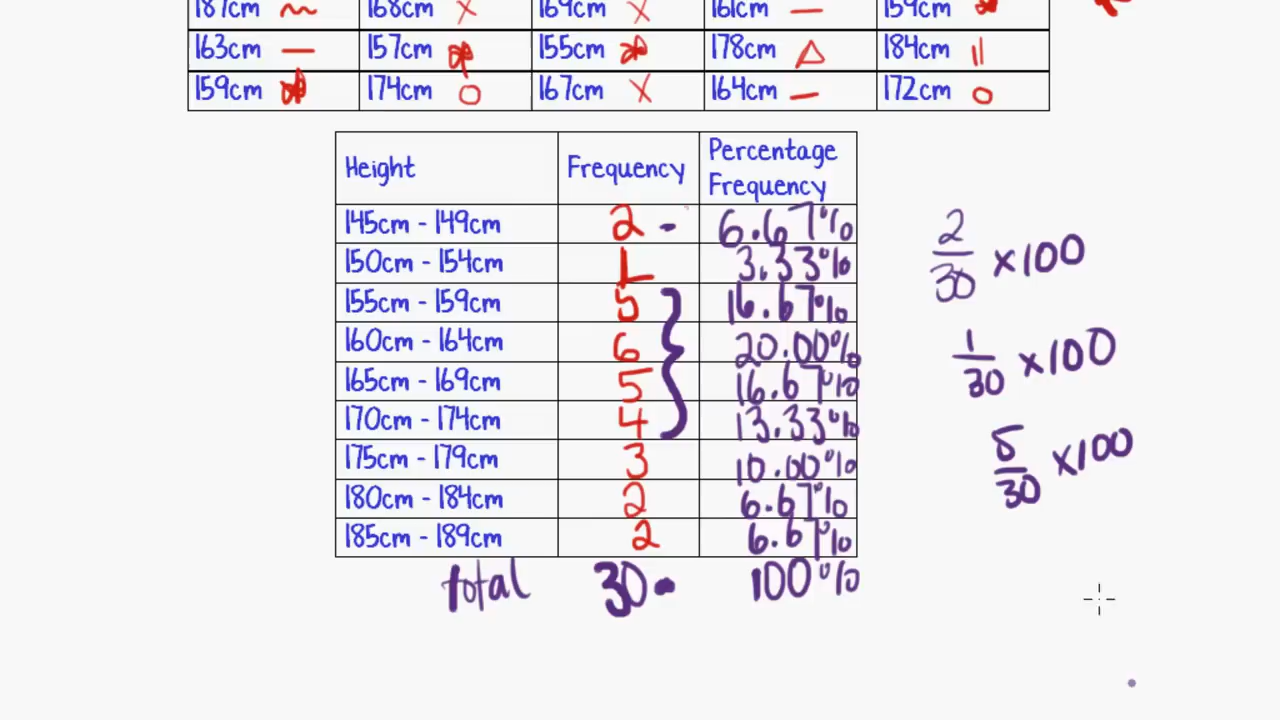 187cm 168cm 169cm 161cm 159cm
163cm 157cm 155cm 178cm 184cm
159cm 174cm 167cm 164cm 172cm
Height Frequency Percentage Frequency
145cm - 149cm 2 6.67%
150cm - 154cm 1 3.33%
155cm - 159cm 5 16.67%
160cm - 164cm 6 20.00%
165cm - 169cm 5 16.67%
170cm - 174cm 4 13.33%
175cm - 179cm 3 10.00%
180cm - 184cm 2 6.67%
185cm - 189cm 2 6.67%
total 30 100%
2/30 ×100
1/30 ×100
5/30 ×100